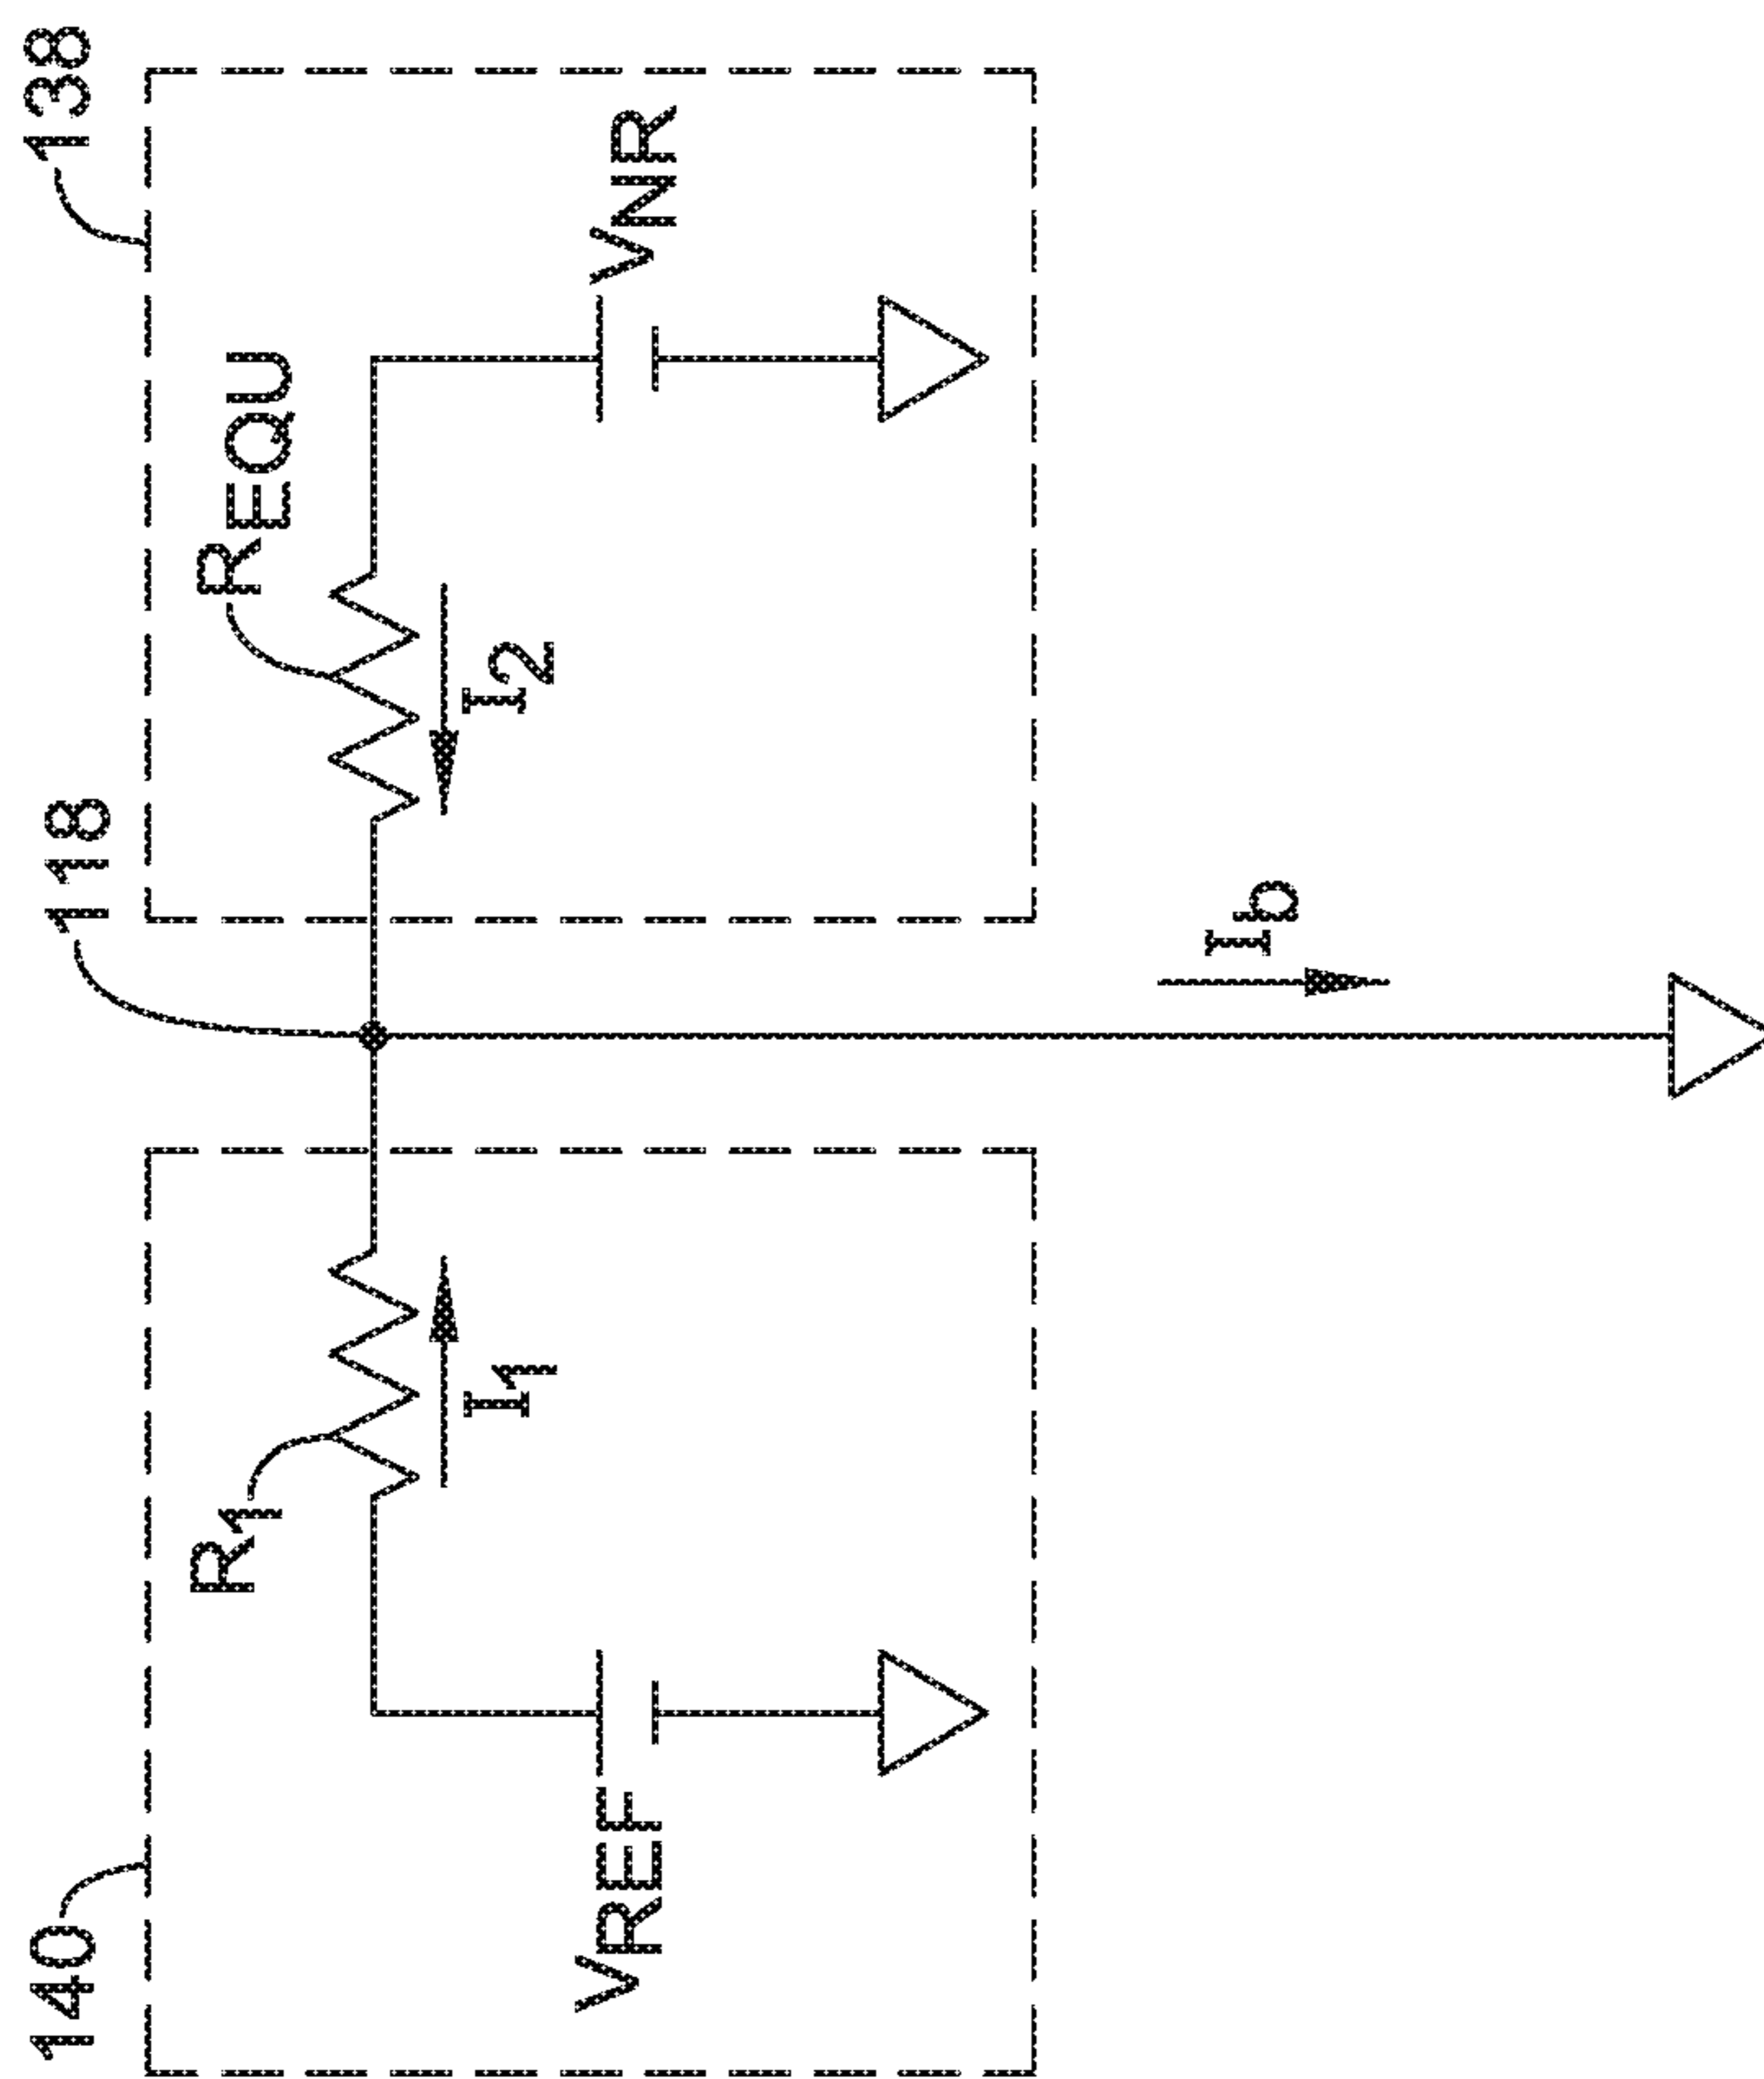 140
118
138
R1
REQU
I1
I2
VREF
VNR
Ib